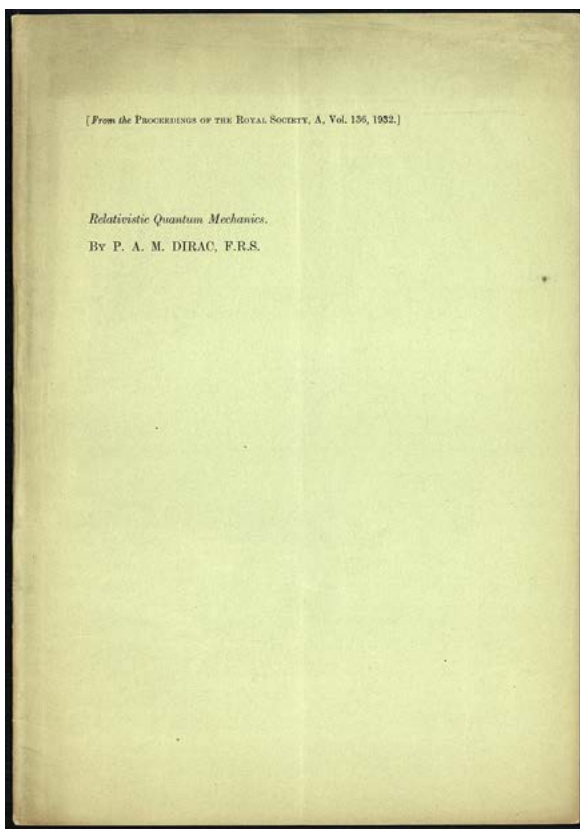 [From the PROCEEDINGS OF THE ROYAL SOCIETY, A, Vol. 136, 1932.]
Relativistic Quantum Mechanics.
BY P. A. M. DIRAC, F.R.S.